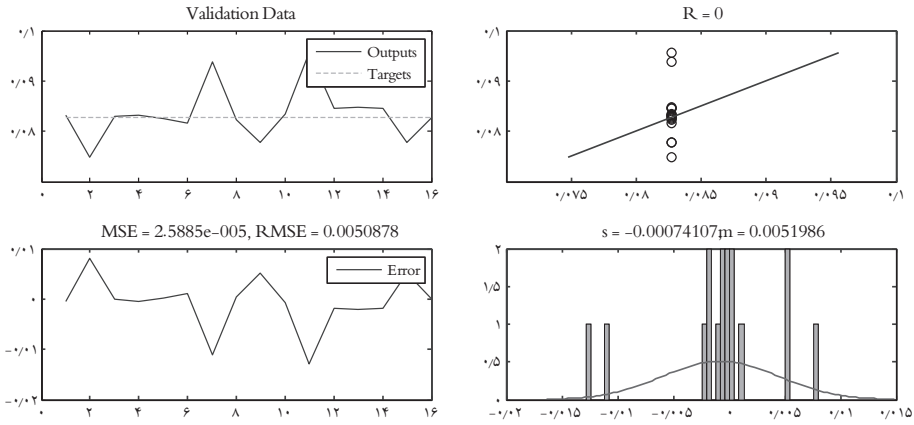 Validation Data
۰/۱
۰/۰۹
۰/۰۸
Outputs
Targets
۰ ۲ ۴ ۶ ۸ ۱۰ ۱۲ ۱۴ ۱۶
R = 0
۰/۱
۰/۰۹
۰/۰۸
۰/۰۷۵ ۰/۰۸ ۰/۰۸۵ ۰/۰۹ ۰/۰۹۵ ۰/۱
MSE = 2.5885e-005, RMSE = 0.0050878
۰/۰۱
۰
-۰/۰۱
-۰/۰۲
Error
۰ ۲ ۴ ۶ ۸ ۱۰ ۱۲ ۱۴ ۱۶
s = -0.00074107,m = 0.0051986
۲
۱/۵
۱
۰/۵
۰
-۰/۰۲ -۰/۰۱۵ -۰/۰۱ -۰/۰۰۵ ۰ ۰/۰۰۵ ۰/۰۱ ۰/۰۱۵